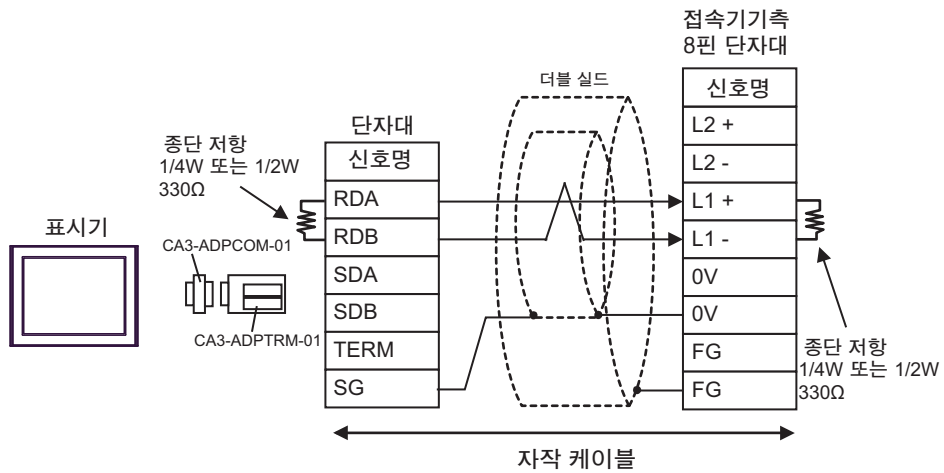 접속기기측
8핀 단자대
더블 실드
신호명
L2 +
L2 -
L1 +
L1 -
0V
0V
FG
FG
단자대
신호명
RDA
RDB
SDA
SDB
TERM
SG
종단 저항
1/4W 또는 1/2W
330Ω
표시기
CA3-ADPCOM-01
CA3-ADPTRM-01
종단 저항
1/4W 또는 1/2W
330Ω
자작 케이블